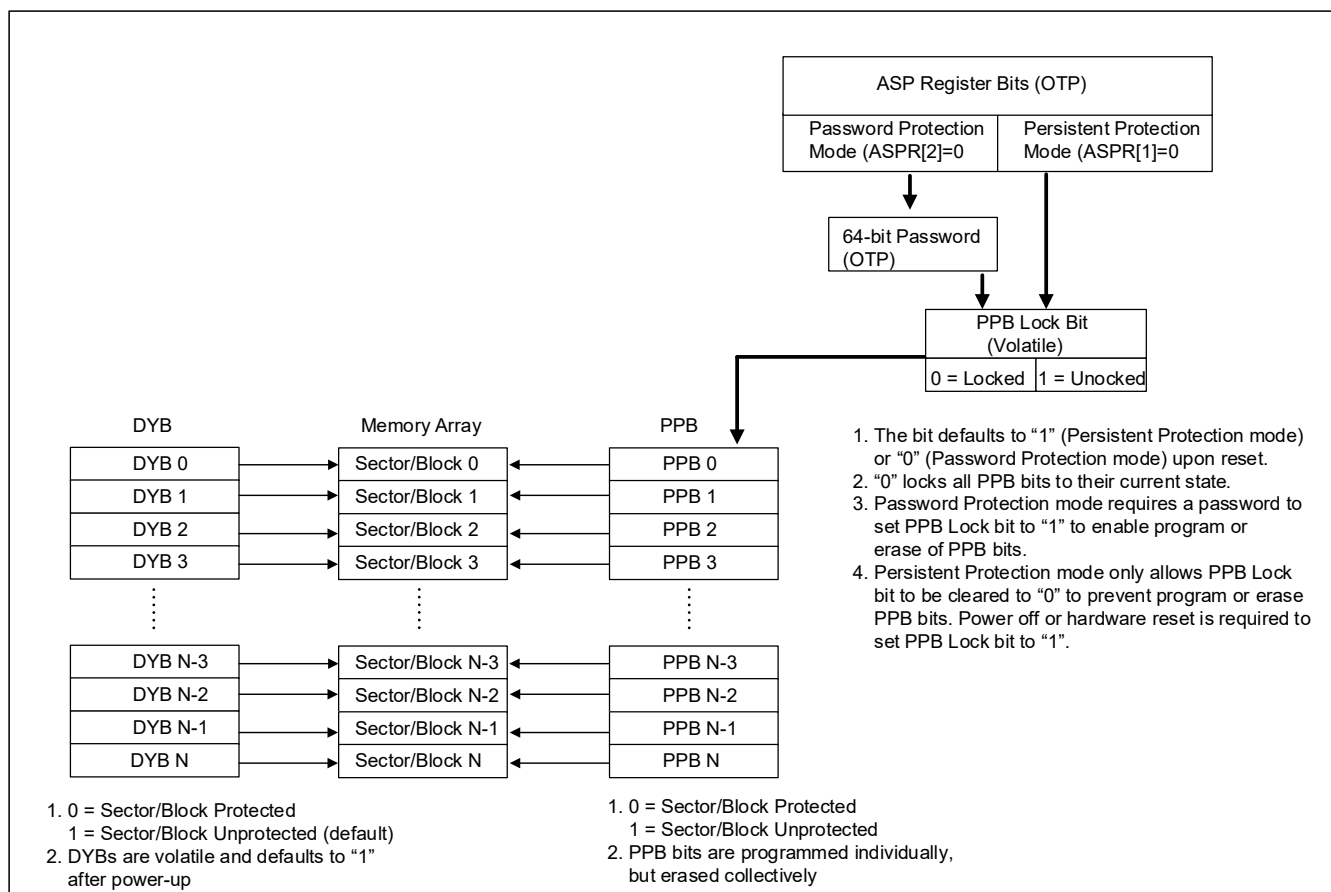 ASP Register Bits (OTP)
Password Protection
Mode (ASPR[2]=0
Persistent Protection
Mode (ASPR[1]=0
64-bit Password
(OTP)
PPB Lock Bit
(Volatile)
0 = Locked
1 = Unocked
1. The bit defaults to “1” (Persistent Protection mode)
or “0” (Password Protection mode) upon reset.
2. “0” locks all PPB bits to their current state.
3. Password Protection mode requires a password to
set PPB Lock bit to “1” to enable program or
erase of PPB bits.
4. Persistent Protection mode only allows PPB Lock
bit to be cleared to “0” to prevent program or erase
PPB bits. Power off or hardware reset is required to
set PPB Lock bit to “1”.
DYB
Memory Array
PPB
DYB 0
Sector/Block 0
PPB 0
DYB 1
Sector/Block 1
PPB 1
DYB 2
Sector/Block 2
PPB 2
DYB 3
Sector/Block 3
PPB 3
DYB N-3
Sector/Block N-3
PPB N-3
DYB N-2
Sector/Block N-2
PPB N-2
DYB N-1
Sector/Block N-1
PPB N-1
DYB N
Sector/Block N
PPB N
1. 0 = Sector/Block Protected
1 = Sector/Block Unprotected (default)
2. DYBs are volatile and defaults to “1”
after power-up
1. 0 = Sector/Block Protected
1 = Sector/Block Unprotected
2. PPB bits are programmed individually,
but erased collectively